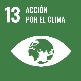 13 ACCIÓN
POR EL CLIMA